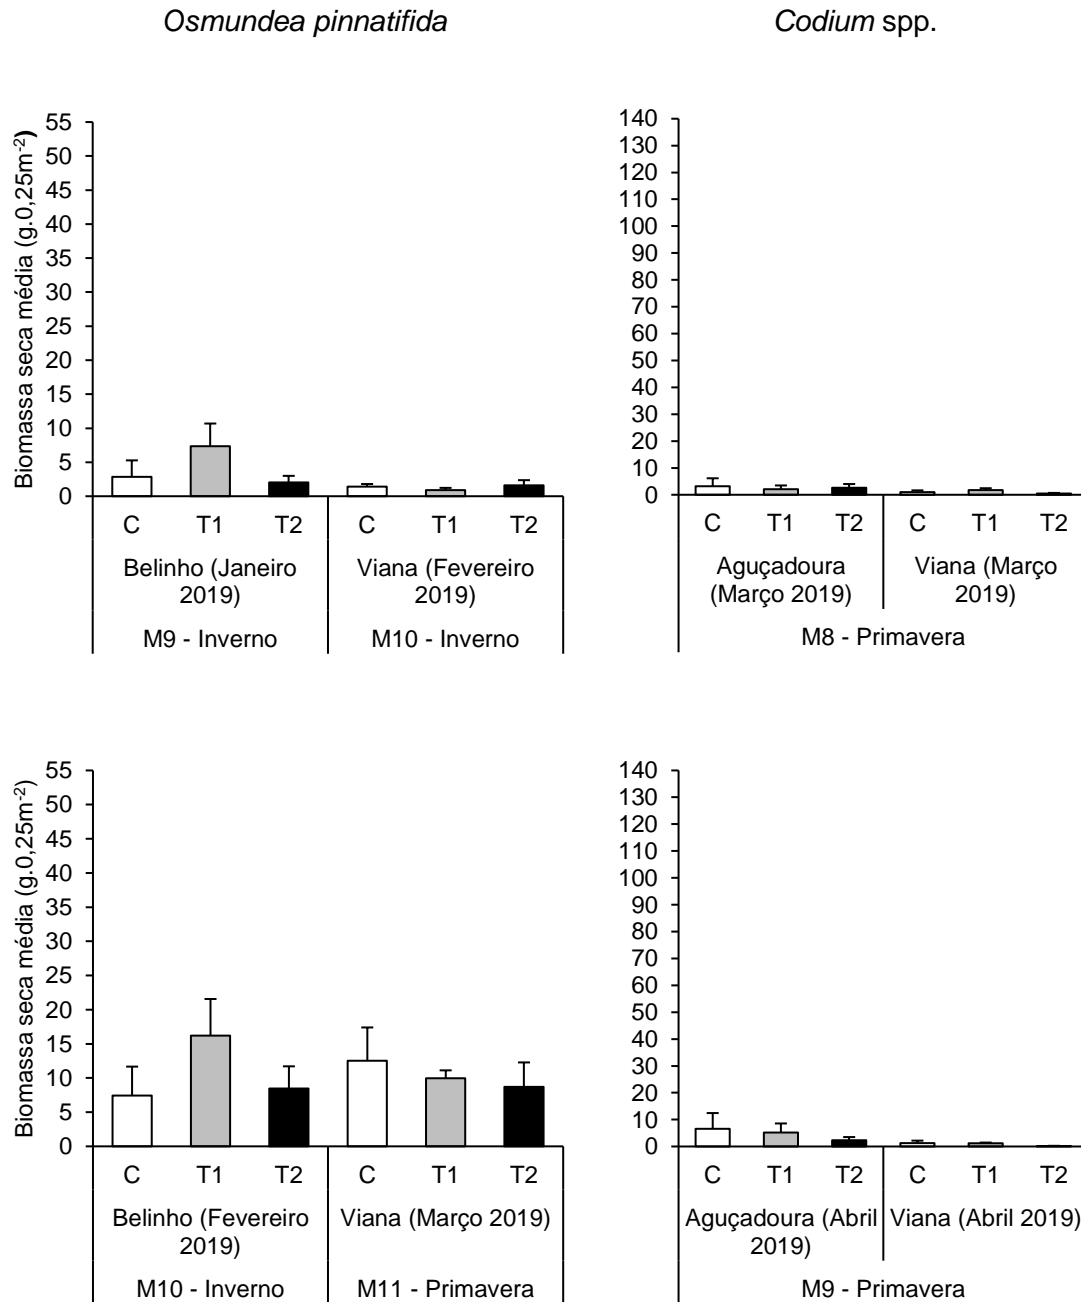 Osmundea pinnatifida
Codium spp.
Biomassa seca média (g.0,25m-2)
55
50
45
40
35
30
25
20
15
10
5
0
C T1 T2 C T1 T2
Belinho (Janeiro
2019)
Viana (Fevereiro
2019)
M9 - Inverno
M10 - Inverno
140
130
120
110
100
90
80
70
60
50
40
30
20
10
0
C T1 T2 C T1 T2
Aguçadoura
(Março 2019)
Viana (Março
2019)
M8 - Primavera
Biomassa seca média (g.0,25m-2)
55
50
45
40
35
30
25
20
15
10
5
0
C T1 T2 C T1 T2
Belinho (Fevereiro
2019)
Viana (Março 2019)
M10 - Inverno
M11 - Primavera
140
130
120
110
100
90
80
70
60
50
40
30
20
10
0
C T1 T2 C T1 T2
Aguçadoura (Abril
2019)
Viana (Abril 2019)
M9 - Primavera